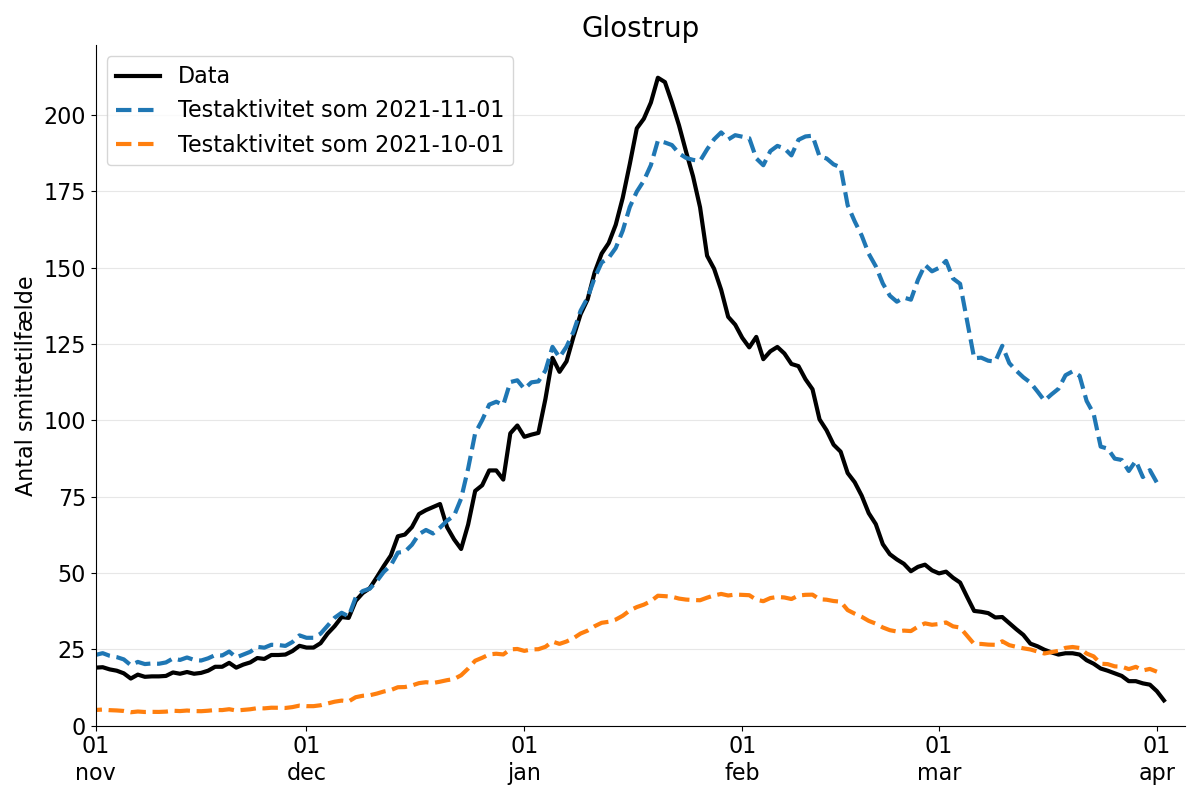 Glostrup
Data
Testaktivitet som 2021-11-01
Testaktivitet som 2021-10-01
Antal smittetilfælde
200
175
150
125
100
75
50
25
0
01 01 01 01 01 01
nov dec jan feb mar apr